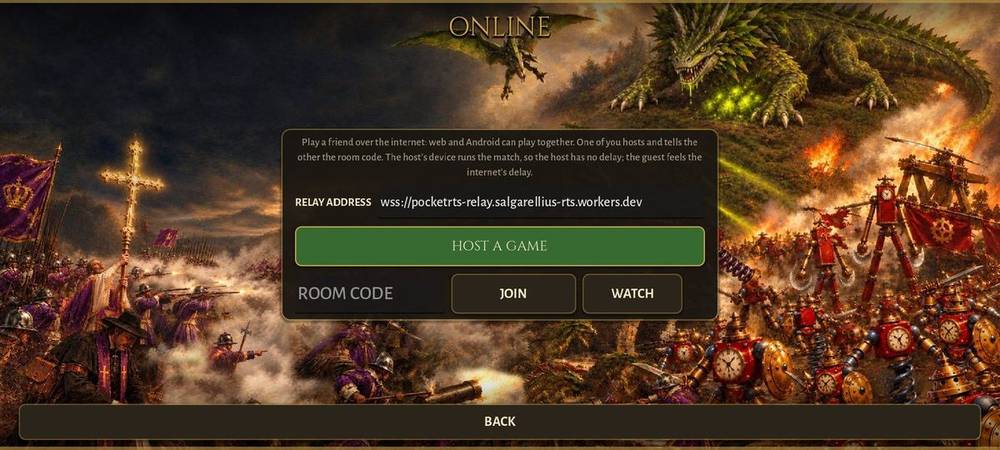 ONLINE
Play a friend over the internet: web and Android can play together. One of you hosts and tells the
other the room code. The host's device runs the match, so the host has no delay; the guest feels the
internet's delay.
RELAY ADDRESS wss://pocketrts-relay.salgarellius-rts.workers.dev
HOST A GAME
ROOM CODE JOIN WATCH
BACK